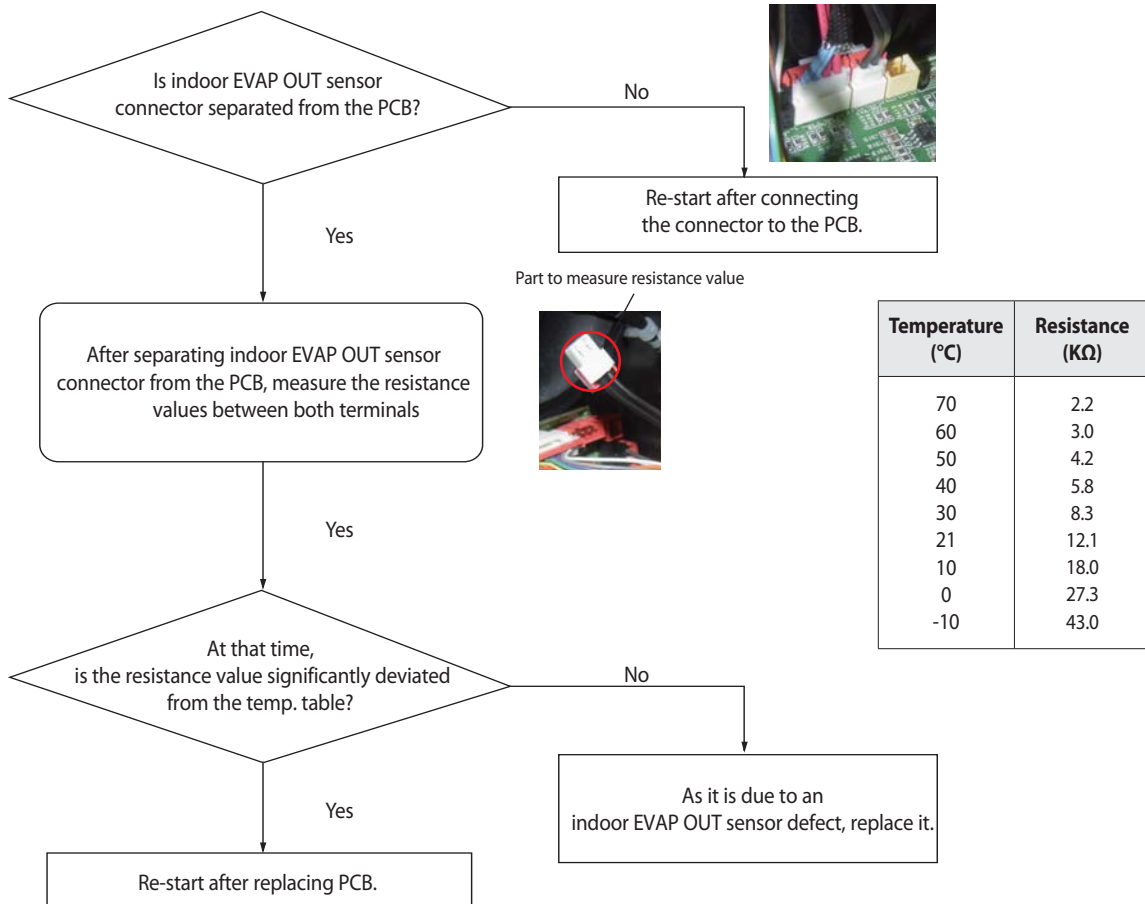 Is indoor EVAP OUT sensor
connector separated from the PCB?
No
Re-start after connecting
the connector to the PCB.
Yes
Part to measure resistance value
After separating indoor EVAP OUT sensor
connector from the PCB, measure the resistance
values between both terminals
Temperature Resistance
(°C) (KΩ)
70 2.2
60 3.0
50 4.2
40 5.8
30 8.3
21 12.1
10 18.0
0 27.3
-10 43.0
Yes
At that time,
is the resistance value significantly deviated
from the temp. table?
No
As it is due to an
indoor EVAP OUT sensor defect, replace it.
Yes
Re-start after replacing PCB.